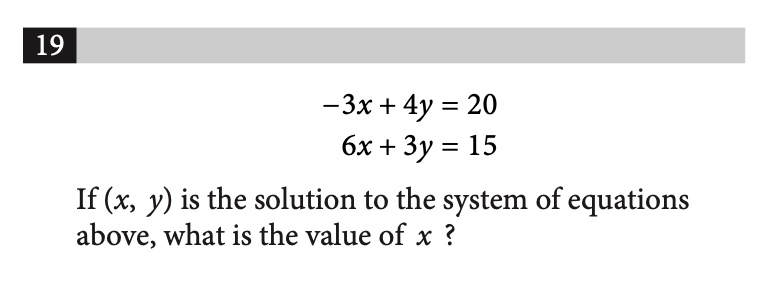 19
−3x + 4y = 20
6x + 3y = 15
If (x, y) is the solution to the system of equations
above, what is the value of x ?